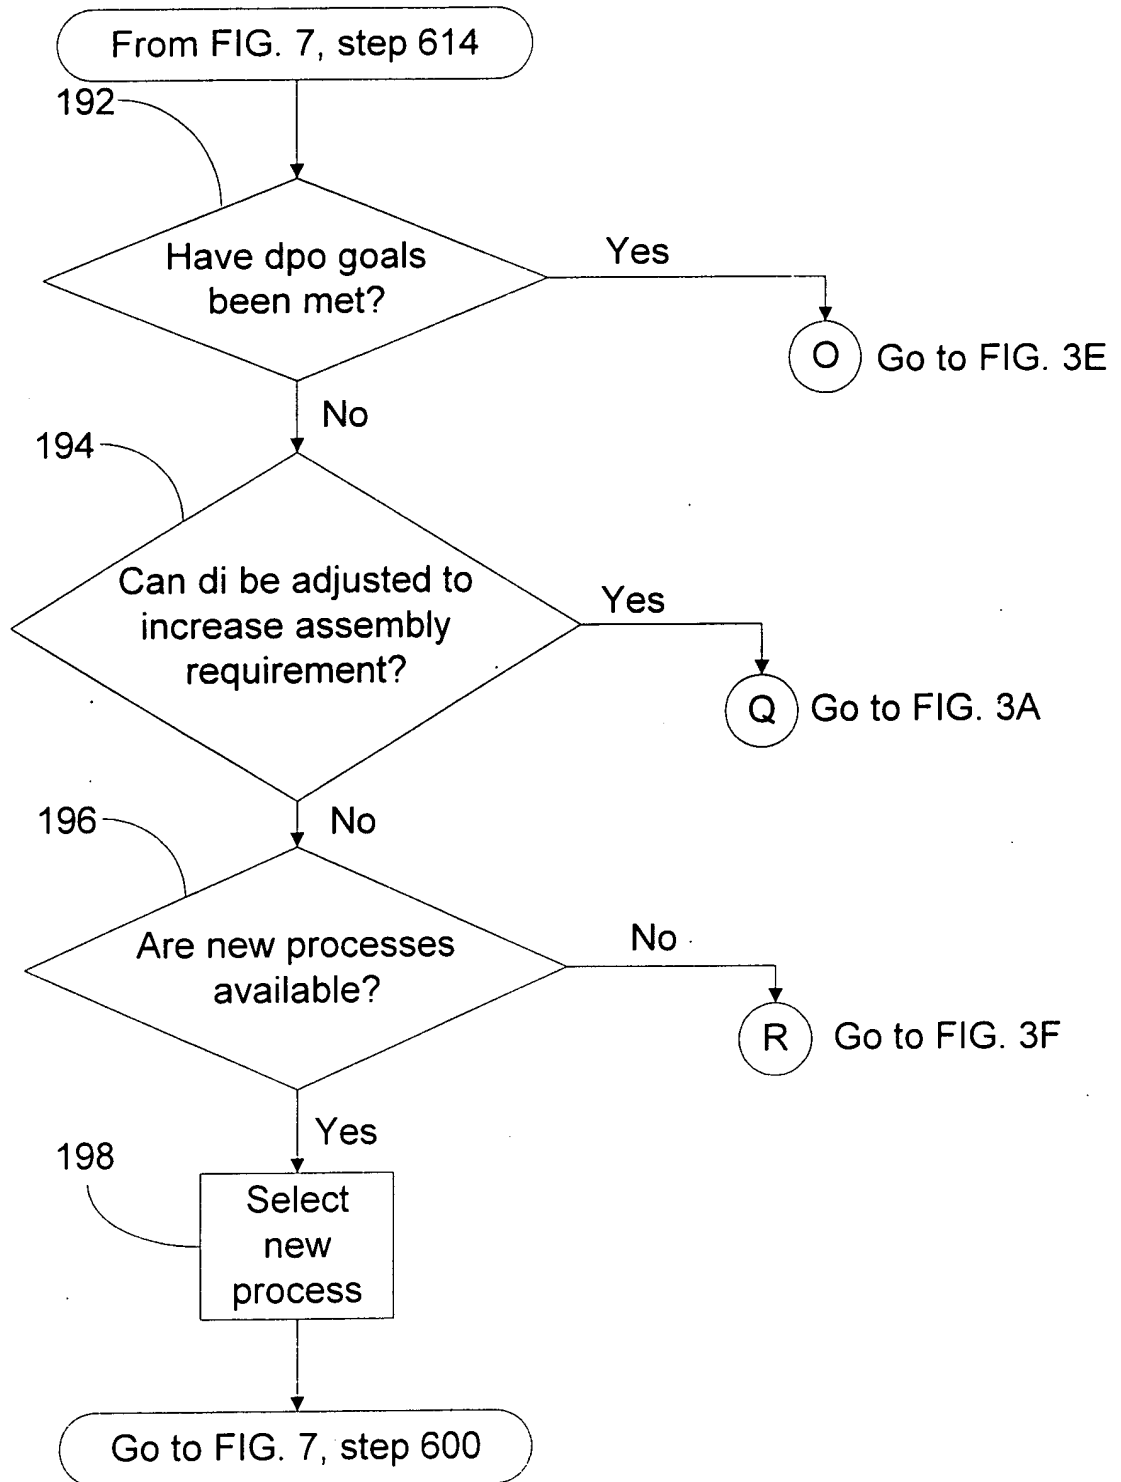 From FIG. 7, step 614
192
Have dpo goals
been met?
Yes
O
Go to FIG. 3E
No
194
Can di be adjusted to
increase assembly
requirement?
Yes
Q
Go to FIG. 3A
No
196
Are new processes
available?
No
R
Go to FIG. 3F
Yes
198
Select
new
process
Go to FIG. 7, step 600